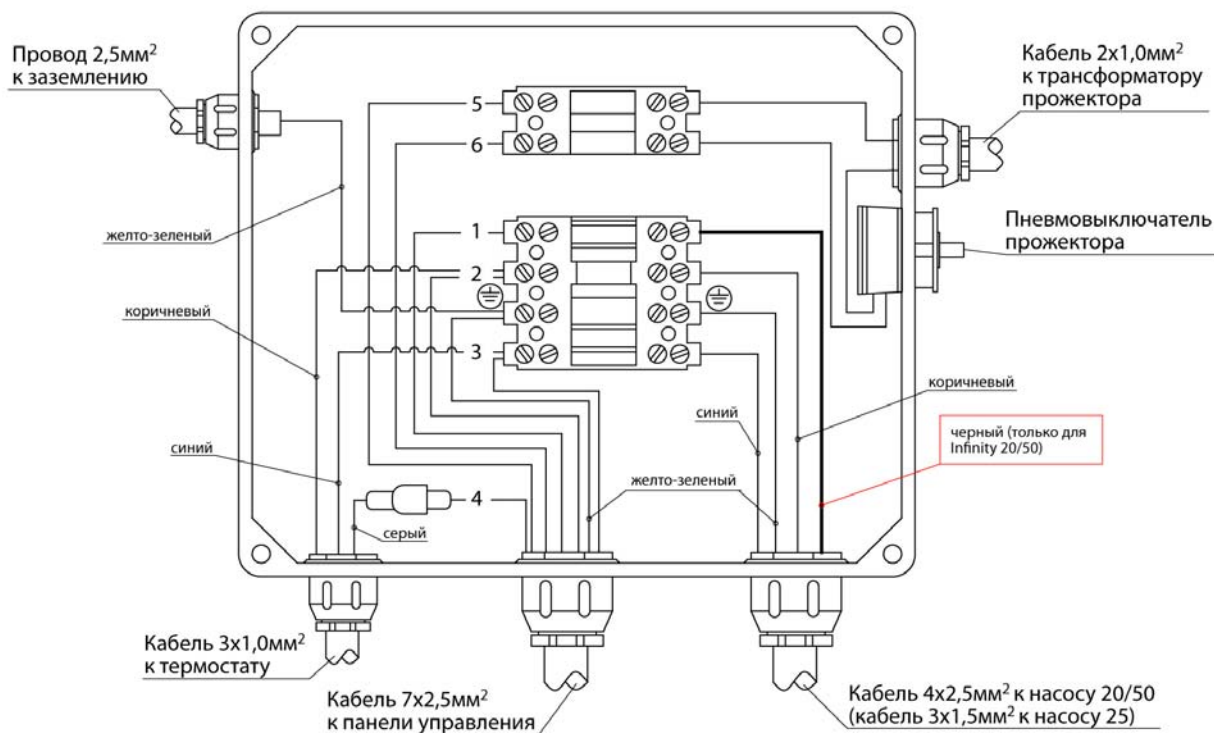 Провод 2,5мм²
к заземлению
Кабель 2х1,0мм²
к трансформатору
прожектора
5
6
желто-зеленый
1
Пневмовыключатель
прожектора
2
коричневый
3
коричневый
синий
черный (только для
Infinity 20/50)
синий
4
желто-зеленый
серый
Кабель 3х1,0мм²
к термостату
Кабель 7х2,5мм²
к панели управления
Кабель 4х2,5мм² к насосу 20/50
(кабель 3х1,5мм² к насосу 25)